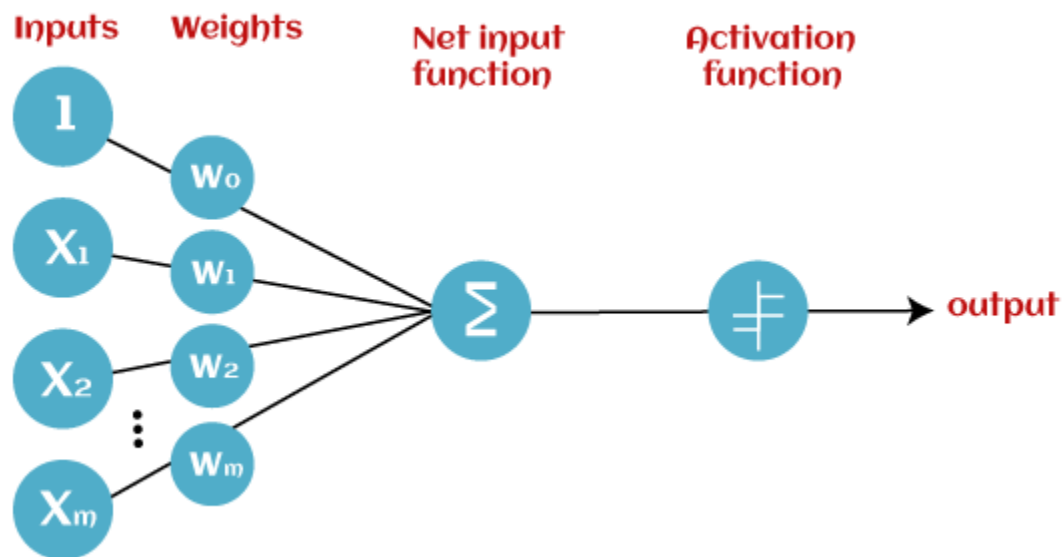 Inputs
Weights
Net input
function
Activation
function
1
w₀
X₁
w₁
Σ
output
X₂
w₂
⋮
Xₘ
wₘ